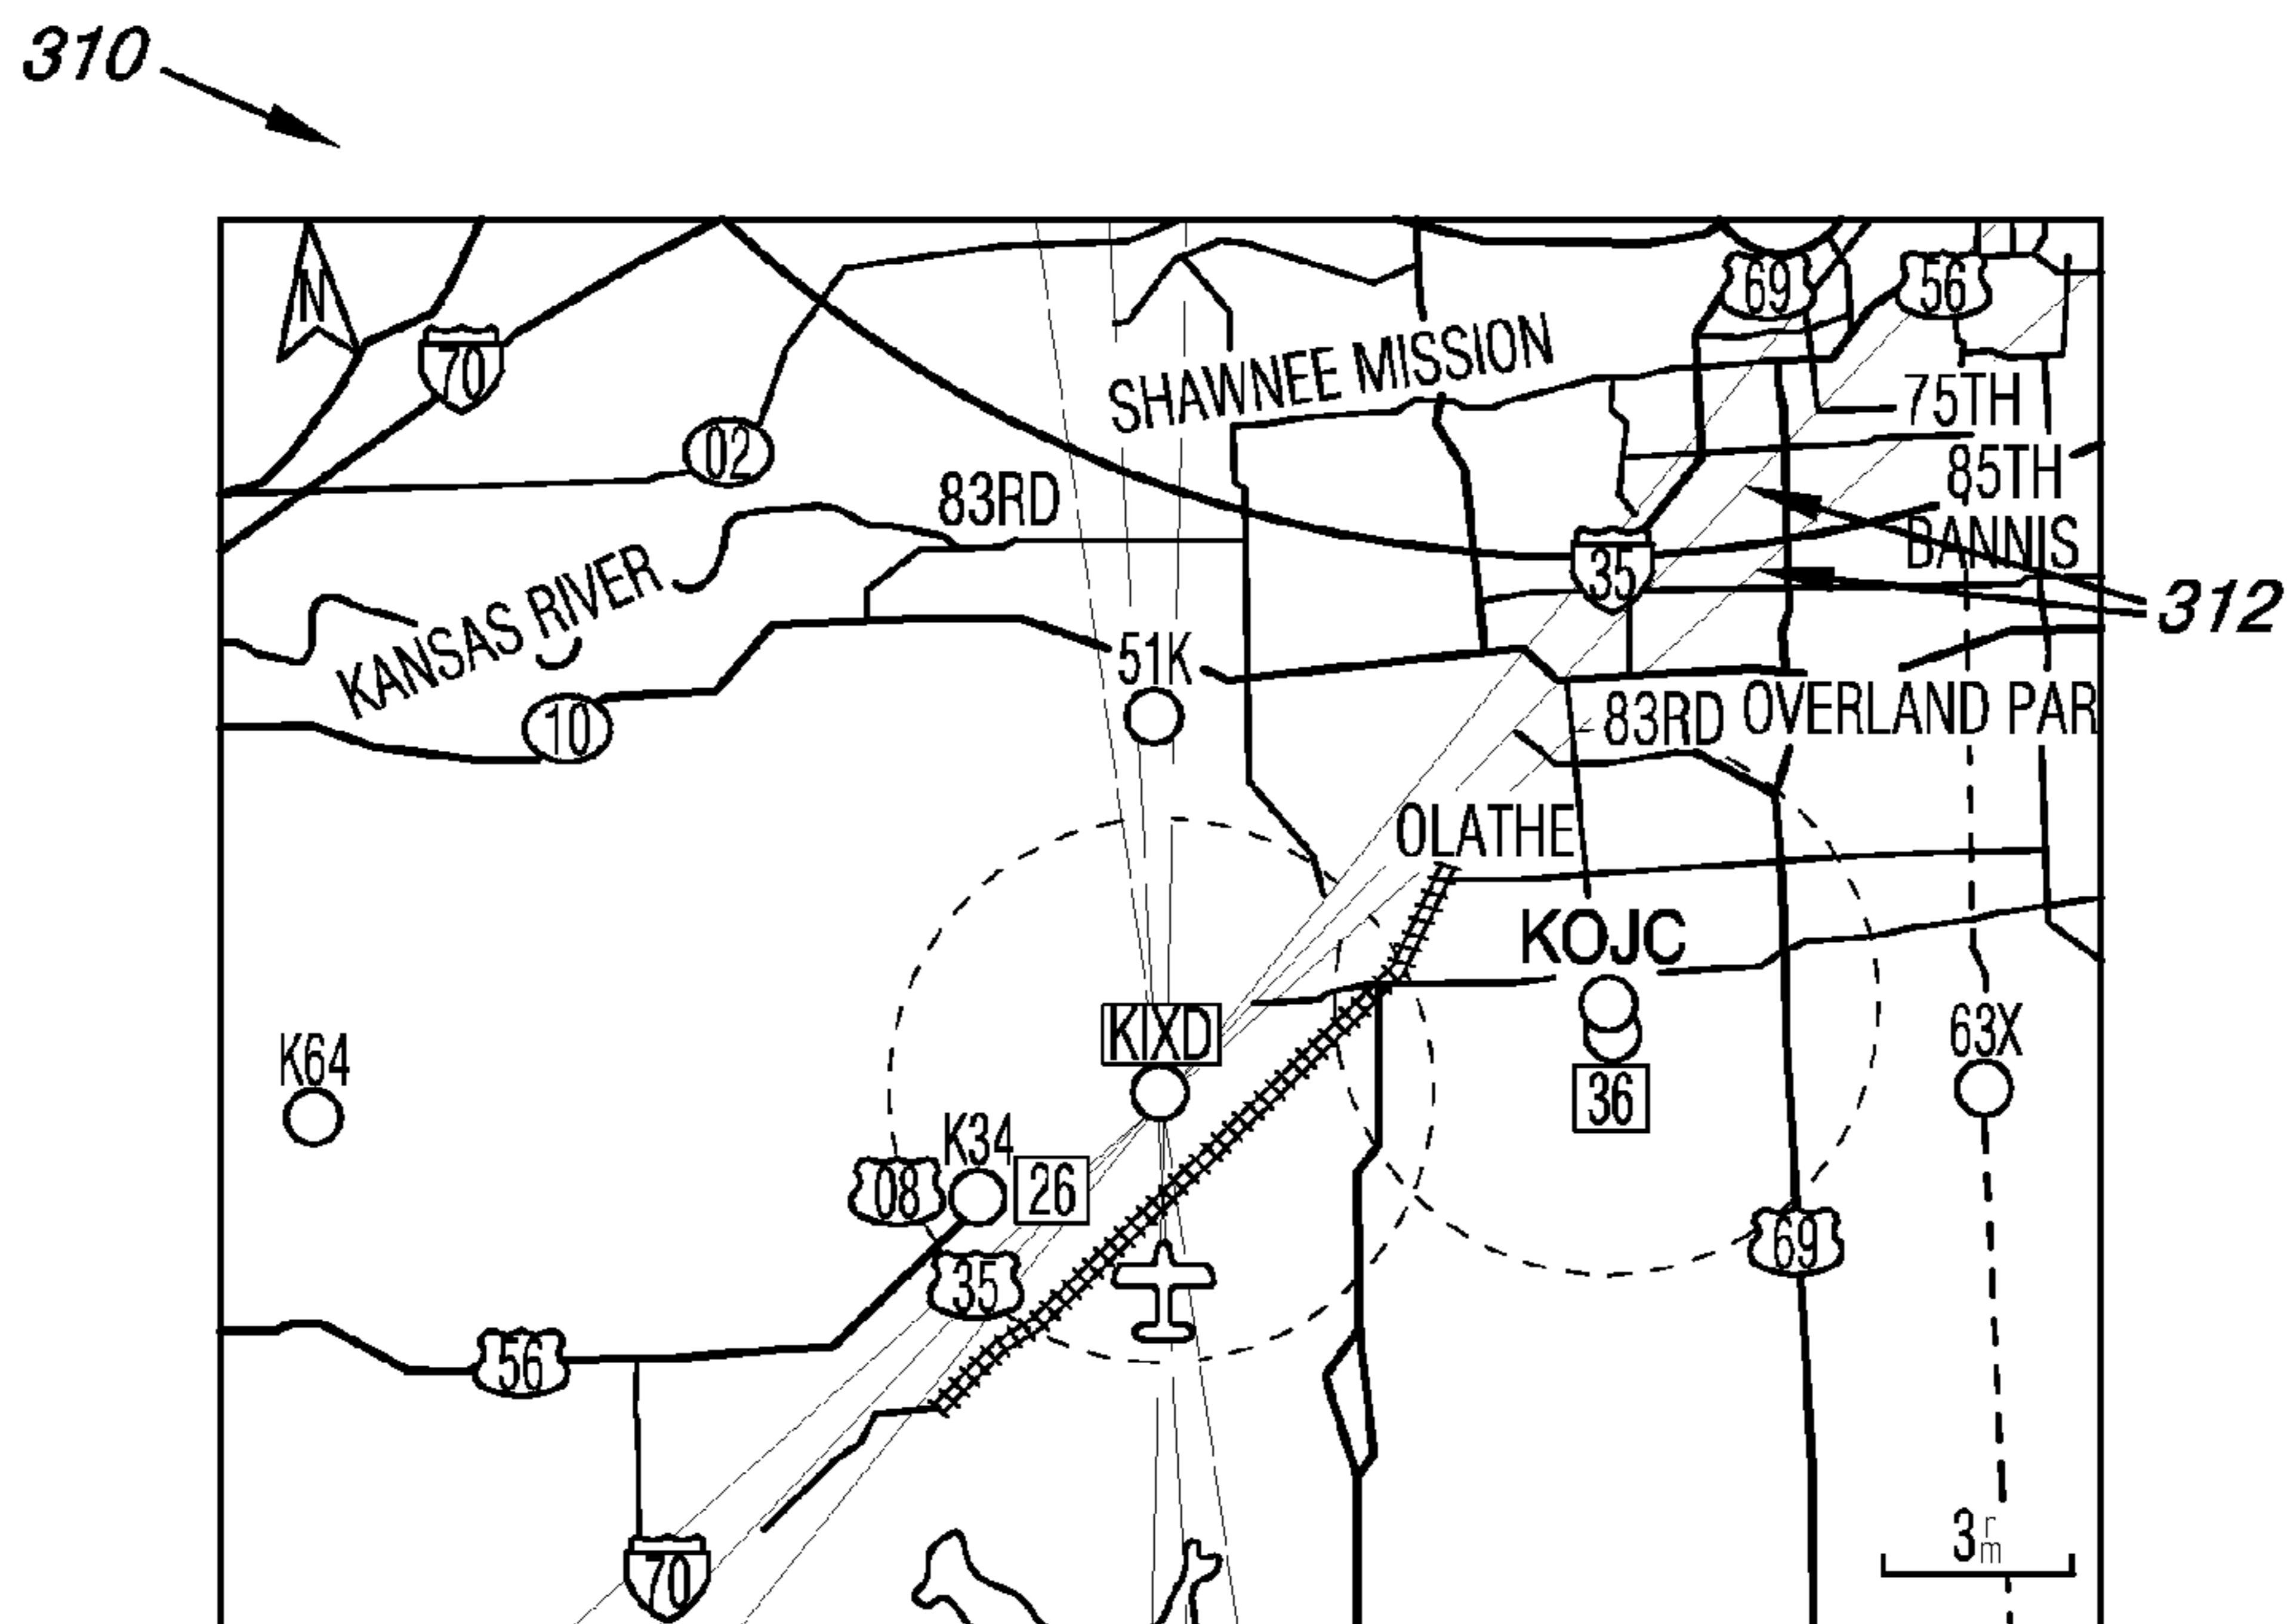 310
N
69
56
70
SHAWNEE MISSION
75TH
02
85TH
83RD
BANNIS
35
KANSAS RIVER
312
51K
10
83RD
OVERLAND PAR
OLATHE
KOJC
KIXD
63X
K64
36
K34
08
26
69
35
56
3
70